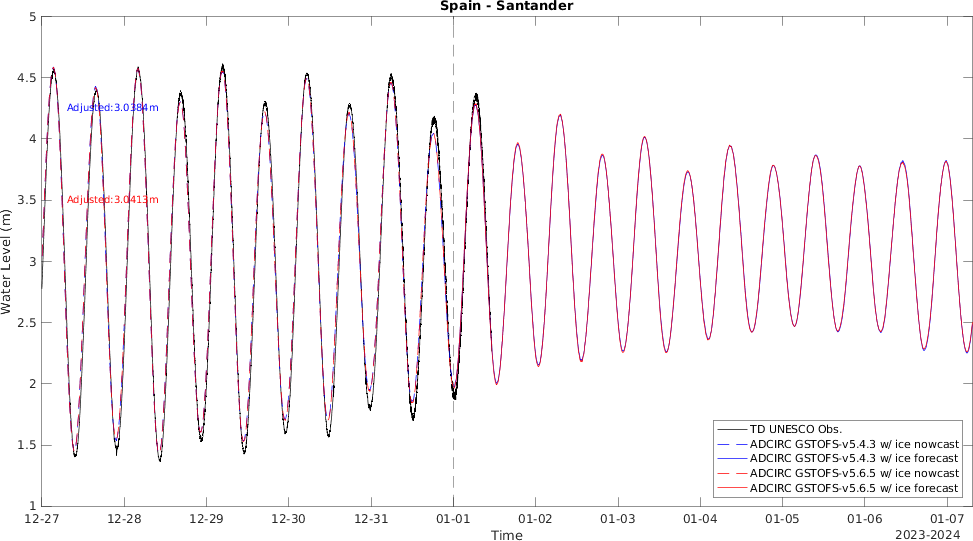 Spain - Santander
5
4.5
4
3.5
3
2.5
2
1.5
1
Water Level (m)
Adjusted:3.0384m
Adjusted:3.0413m
TD UNESCO Obs.
ADCIRC GSTOFS-v5.4.3 w/ ice nowcast
ADCIRC GSTOFS-v5.4.3 w/ ice forecast
ADCIRC GSTOFS-v5.6.5 w/ ice nowcast
ADCIRC GSTOFS-v5.6.5 w/ ice forecast
12-27 12-28 12-29 12-30 12-31 01-01 01-02 01-03 01-04 01-05 01-06 01-07
Time
2023-2024